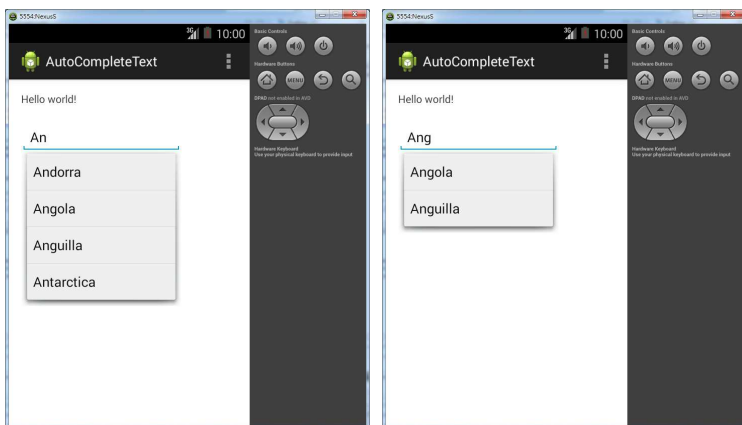 5554:NexusS
3G 10:00
AutoCompleteText
Hello world!
An
Andorra
Angola
Anguilla
Antarctica
Basic Controls
Hardware Buttons
MENU
DPAD not enabled in AVD
Hardware Keyboard
Use your physical keyboard to provide input
5554:NexusS
3G 10:00
AutoCompleteText
Hello world!
Ang
Angola
Anguilla
Basic Controls
Hardware Buttons
MENU
DPAD not enabled in AVD
Hardware Keyboard
Use your physical keyboard to provide input